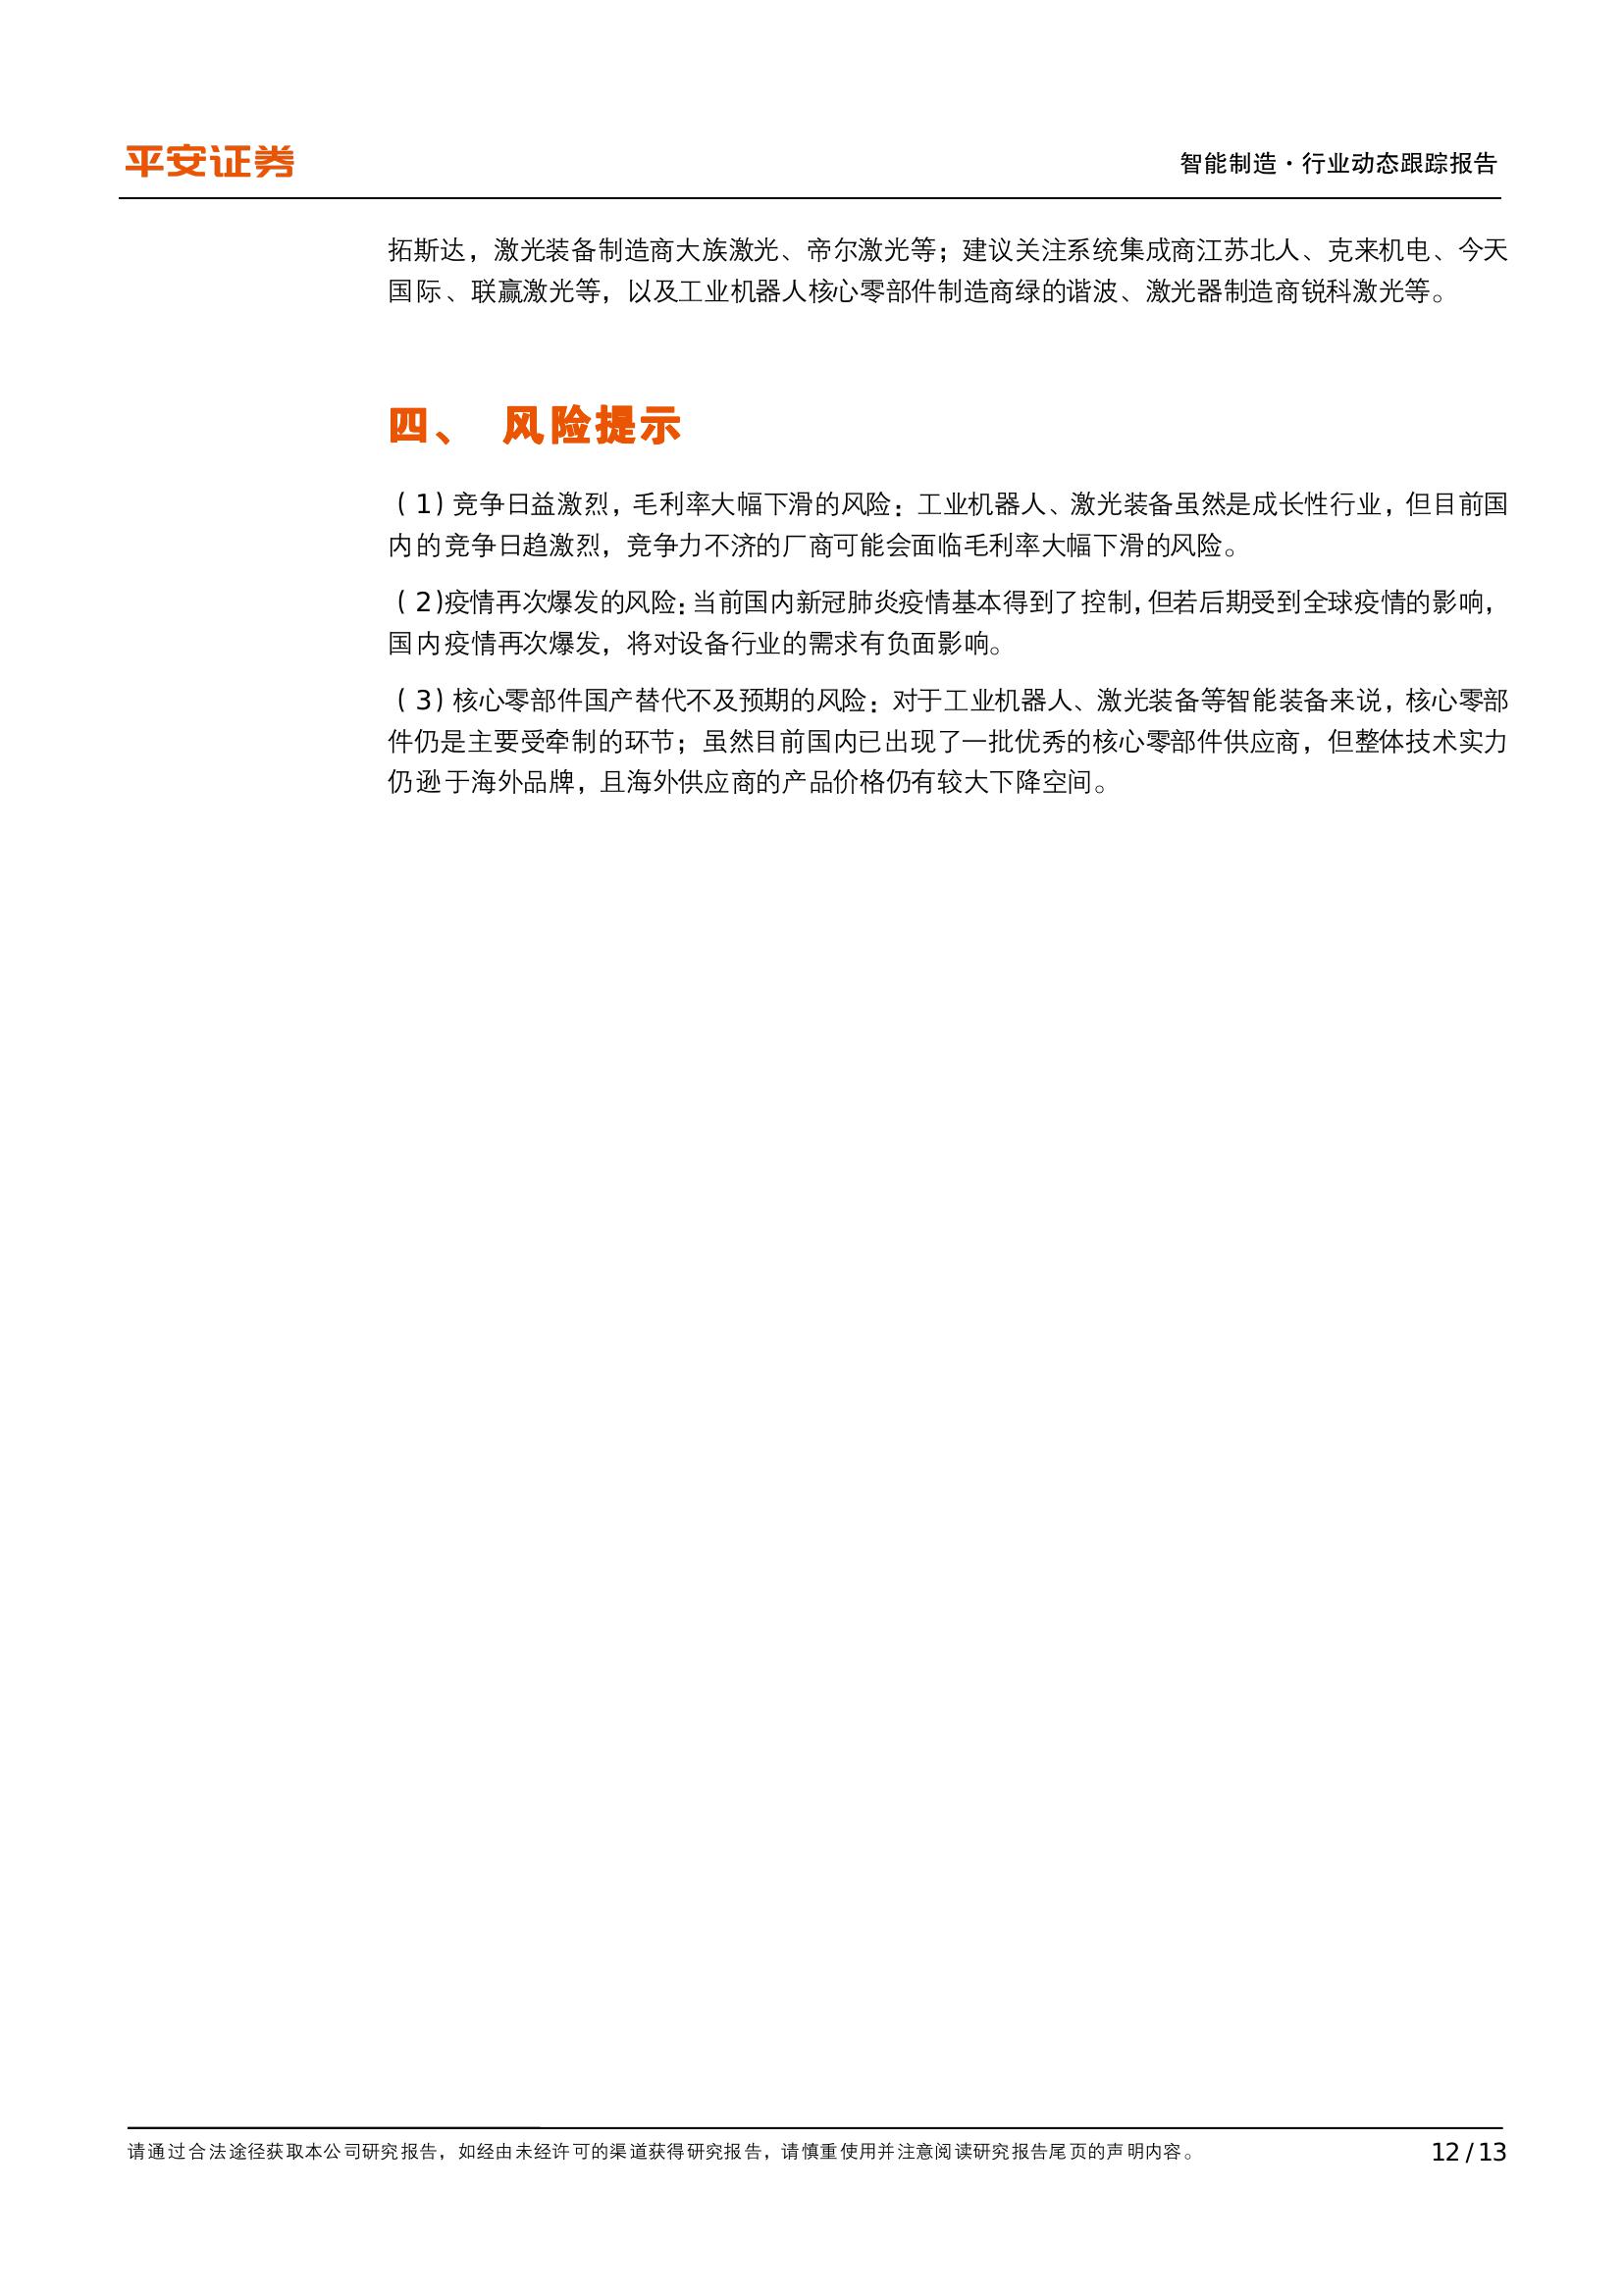 平安证券
智能制造·行业动态跟踪报告
拓斯达，激光装备制造商大族激光、帝尔激光等；建议关注系统集成商江苏北人、克来机电、今天
国际、联赢激光等，以及工业机器人核心零部件制造商绿的谐波、激光器制造商锐科激光等。
四、 风险提示
（1）竞争日益激烈，毛利率大幅下滑的风险：工业机器人、激光装备虽然是成长性行业，但目前国
内的竞争日趋激烈，竞争力不济的厂商可能会面临毛利率大幅下滑的风险。
（2）疫情再次爆发的风险：当前国内新冠肺炎疫情基本得到了控制，但若后期受到全球疫情的影响，
国内疫情再次爆发，将对设备行业的需求有负面影响。
（3）核心零部件国产替代不及预期的风险：对于工业机器人、激光装备等智能装备来说，核心零部
件仍是主要受牵制的环节；虽然目前国内已出现了一批优秀的核心零部件供应商，但整体技术实力
仍逊于海外品牌，且海外供应商的产品价格仍有较大下降空间。
请通过合法途径获取本公司研究报告，如经由未经许可的渠道获得研究报告，请慎重使用并注意阅读研究报告尾页的声明内容。
12 / 13